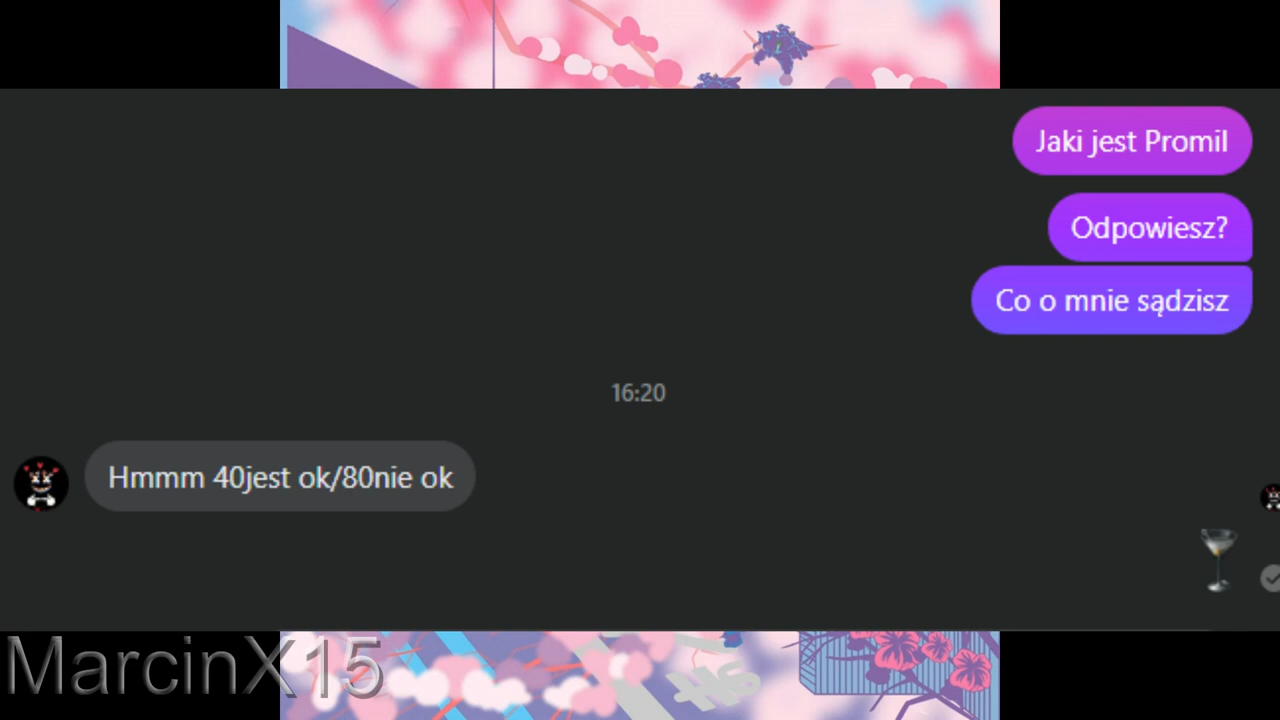 Jaki jest Promil
Odpowiesz?
Co o mnie sądzisz
16:20
Hmmm 40jest ok/80nie ok
MarcinX15